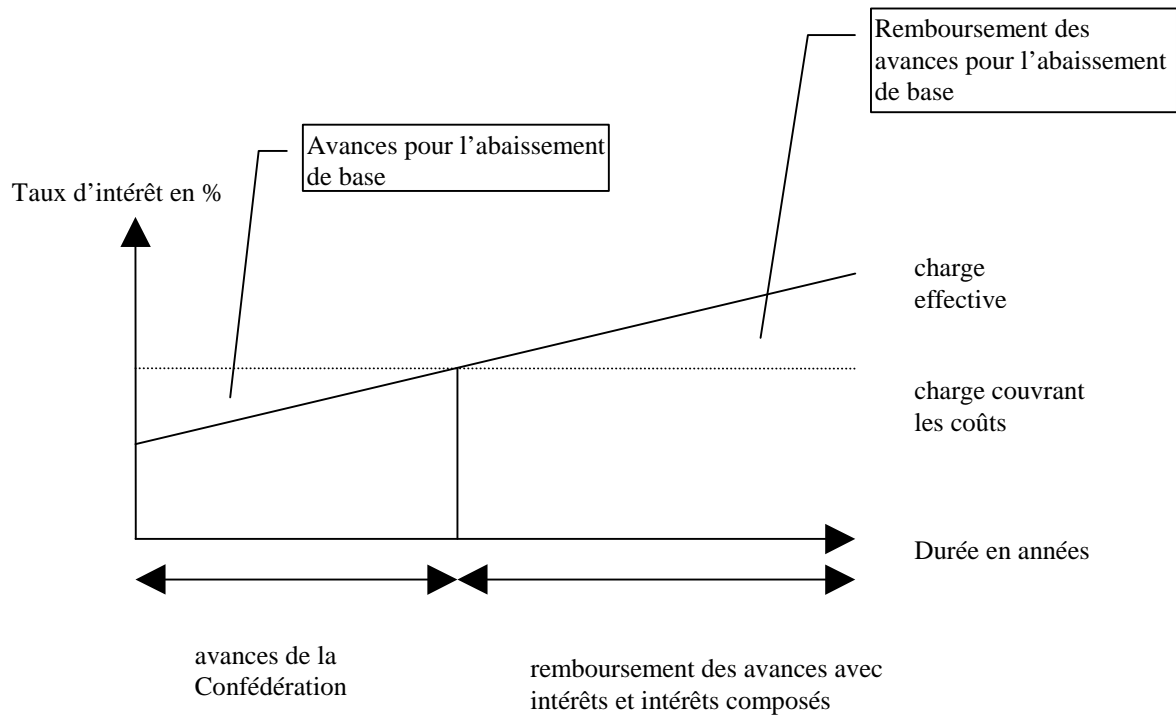 Remboursement des
avances pour l’abaissement
de base
Avances pour l’abaissement
de base
Taux d’intérêt en %
charge
effective
charge couvrant
les coûts
Durée en années
avances de la
Confédération
remboursement des avances avec
intérêts et intérêts composés